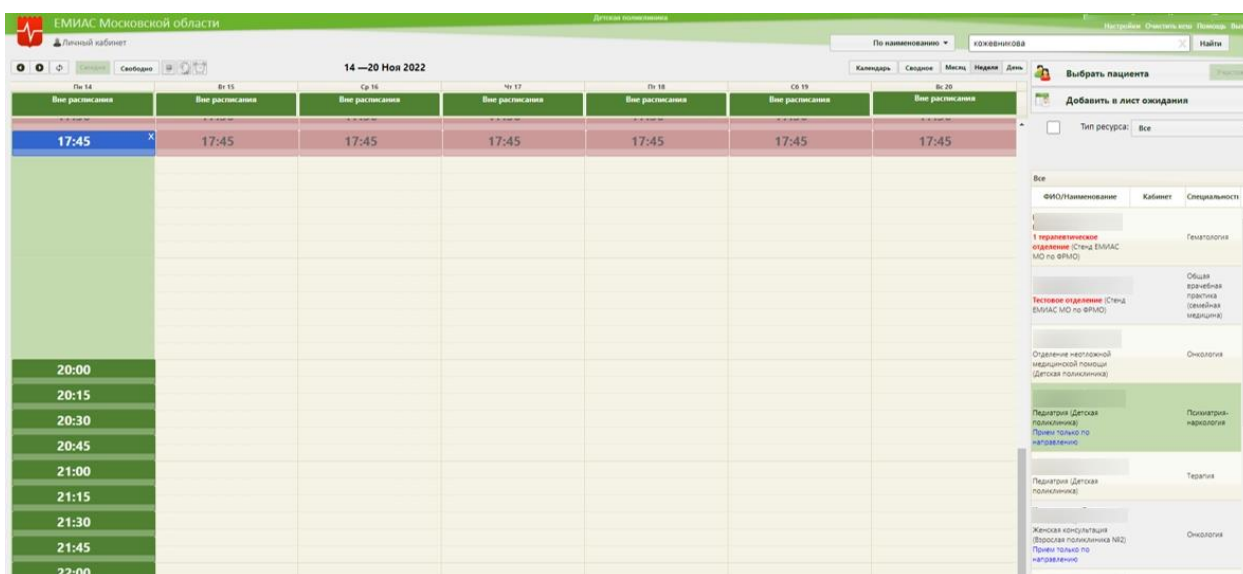 ЕМИАС Московской области
Детская поликлиника
Настройки Очистить кеш Помощь
Личный кабинет
По наименованию
кожевникова
Найти
Сегодня Свободно
14 —20 Ноя 2022
Календарь Сводное Месяц Неделя День
Выбрать пациента
Добавить в лист ожидания
Пн 14 Вт 15 Ср 16 Чт 17 Пт 18 Сб 19 Вс 20
Вне расписания Вне расписания Вне расписания Вне расписания Вне расписания Вне расписания Вне расписания
Тип ресурса: Все
17:45 X 17:45 17:45 17:45 17:45 17:45 17:45
Все
ФИО/Наименование Кабинет Специальность
1 терапевтическое
отделение (Стенд ЕМИАС
МО по ФРМО)
Гематология
Тестовое отделение (Стенд
ЕМИАС МО по ФРМО)
Общая
врачебная
практика
(семейная
медицина)
Отделение неотложной
медицинской помощи
(Детская поликлиника)
Онкология
Педиатрия (Детская
поликлиника)
Прием только по
направлению
Психиатрия-
наркология
Педиатрия (Детская
поликлиника)
Терапия
Женская консультация
(Взрослая поликлиника №2)
Прием только по
направлению
Онкология
20:00
20:15
20:30
20:45
21:00
21:15
21:30
21:45
22:00